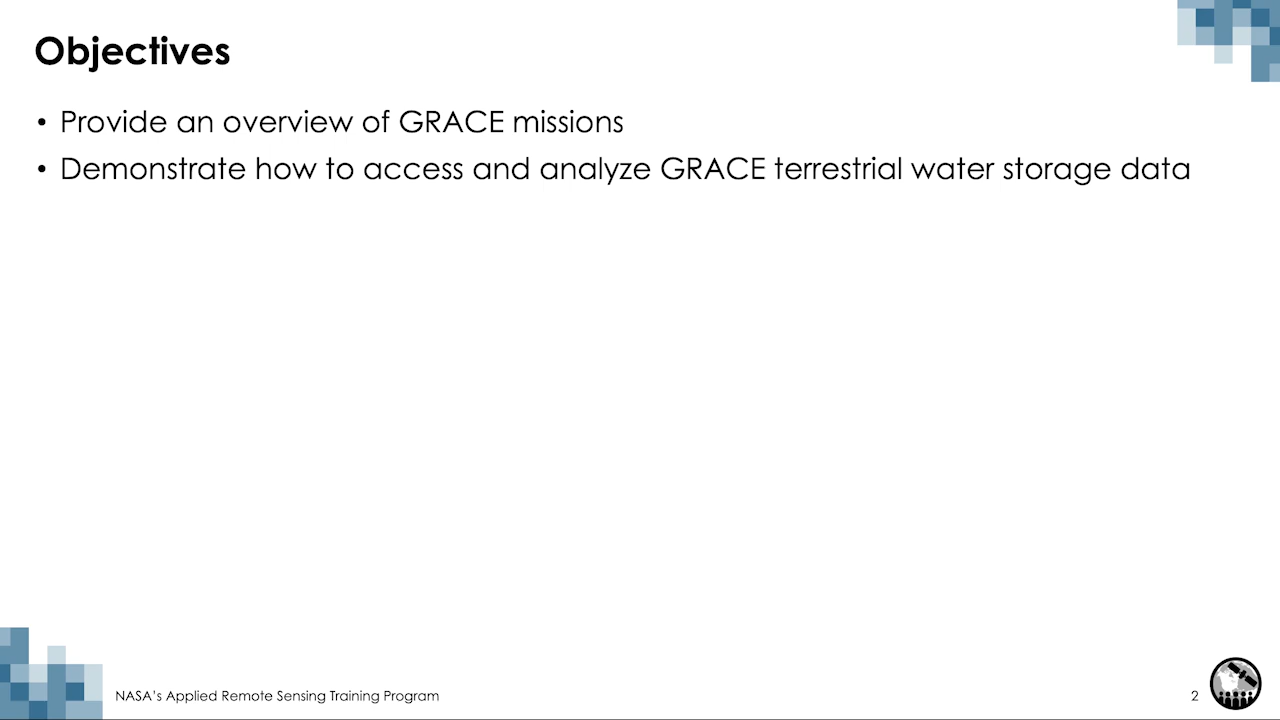 Objectives
• Provide an overview of GRACE missions
• Demonstrate how to access and analyze GRACE terrestrial water storage data
NASA's Applied Remote Sensing Training Program
2